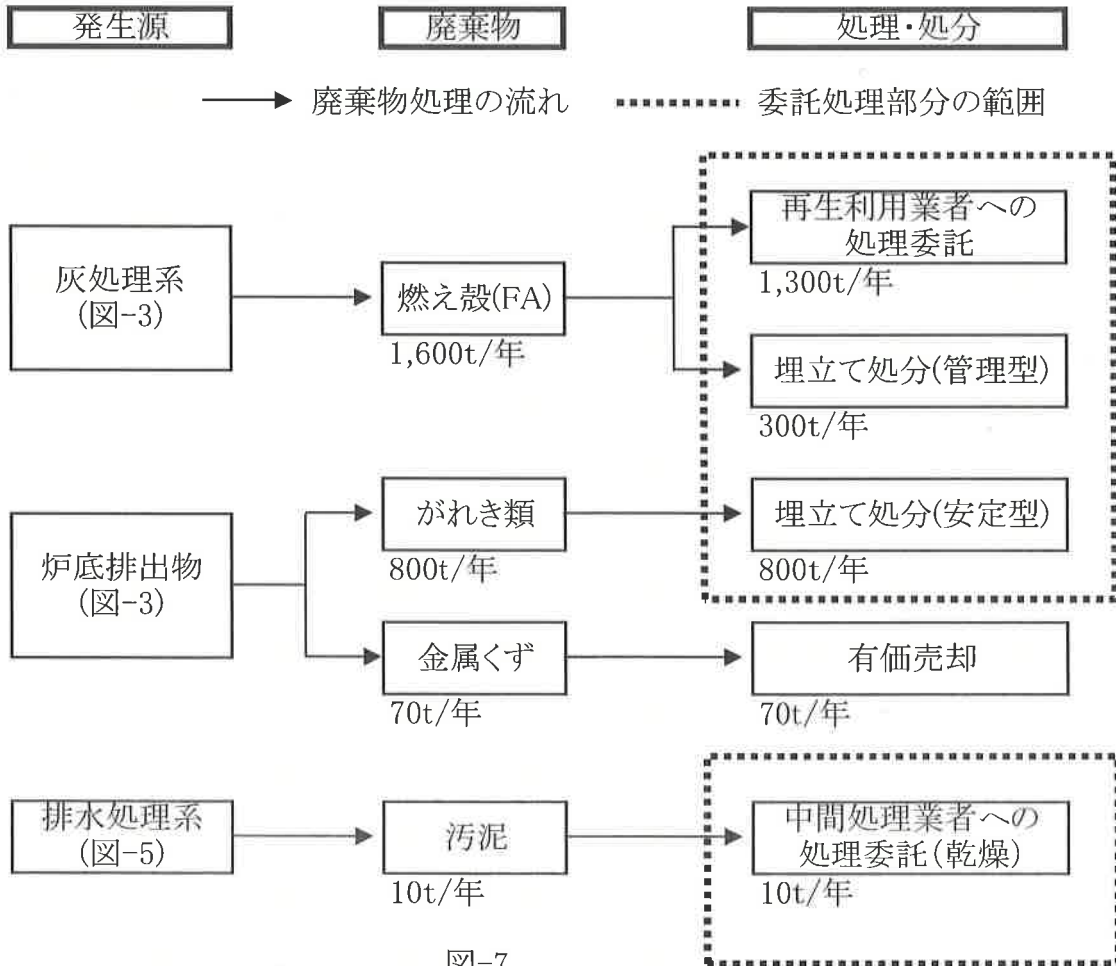 発生源
廃棄物
処理・処分
廃棄物処理の流れ
委託処理部分の範囲
灰処理系
(図-3)
燃え殻(FA)
1,600t/年
再生利用業者への
処理委託
1,300t/年
埋立て処分(管理型)
300t/年
炉底排出物
(図-3)
がれき類
800t/年
埋立て処分(安定型)
800t/年
金属くず
70t/年
有価売却
70t/年
排水処理系
(図-5)
汚泥
10t/年
中間処理業者への
処理委託(乾燥)
10t/年
図-7